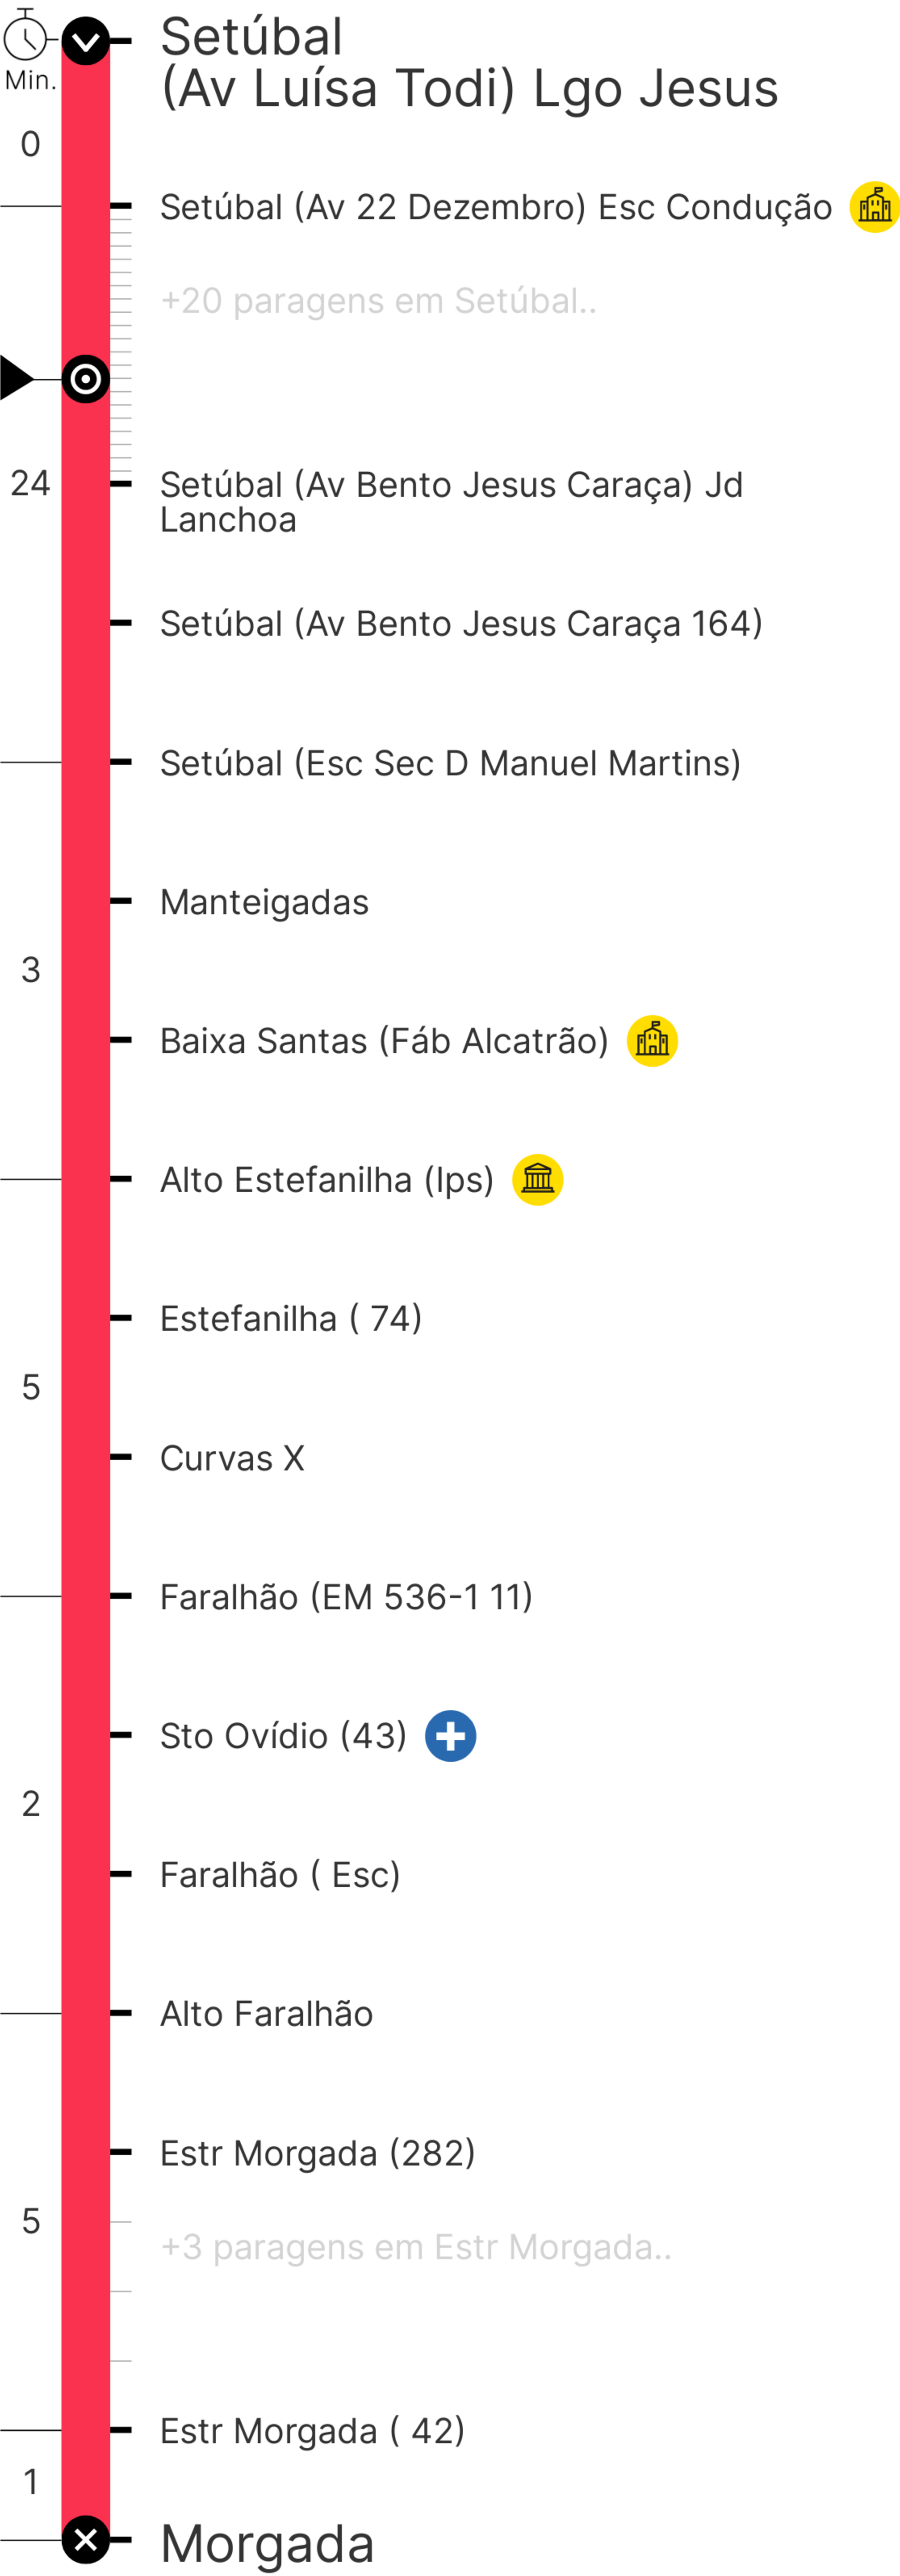 Setúbal
(Av Luísa Todi) Lgo Jesus
Min.
0
Setúbal (Av 22 Dezembro) Esc Condução
+20 paragens em Setúbal..
24
Setúbal (Av Bento Jesus Caraça) Jd
Lanchoa
Setúbal (Av Bento Jesus Caraça 164)
Setúbal (Esc Sec D Manuel Martins)
Manteigadas
3
Baixa Santas (Fáb Alcatrão)
Alto Estefanilha (Ips)
Estefanilha ( 74)
5
Curvas X
Faralhão (EM 536-1 11)
Sto Ovídio (43)
2
Faralhão ( Esc)
Alto Faralhão
Estr Morgada (282)
5
+3 paragens em Estr Morgada..
Estr Morgada ( 42)
1
Morgada